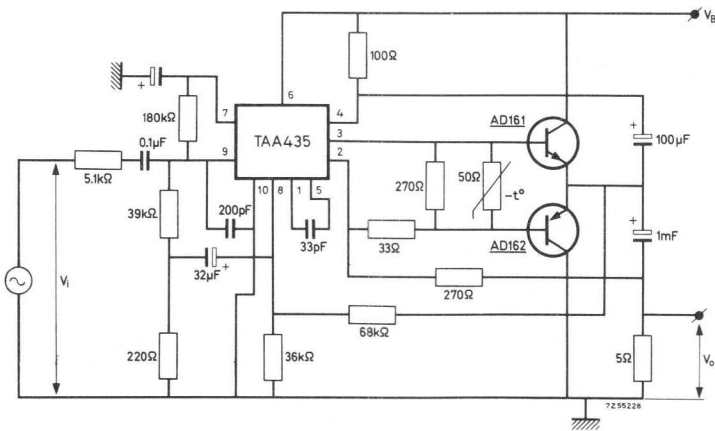 V_B
100Ω
6
+
7
4
180kΩ
TAA435
3
AD161
+
100µF
0.1µF
9
2
5.1kΩ
10 8 1 5
270Ω
50Ω
-t°
39kΩ
200pF
33pF
33Ω
AD162
+
1mF
V_i
32µF
+
270Ω
68kΩ
220Ω
36kΩ
5Ω
V_o
7Z55228